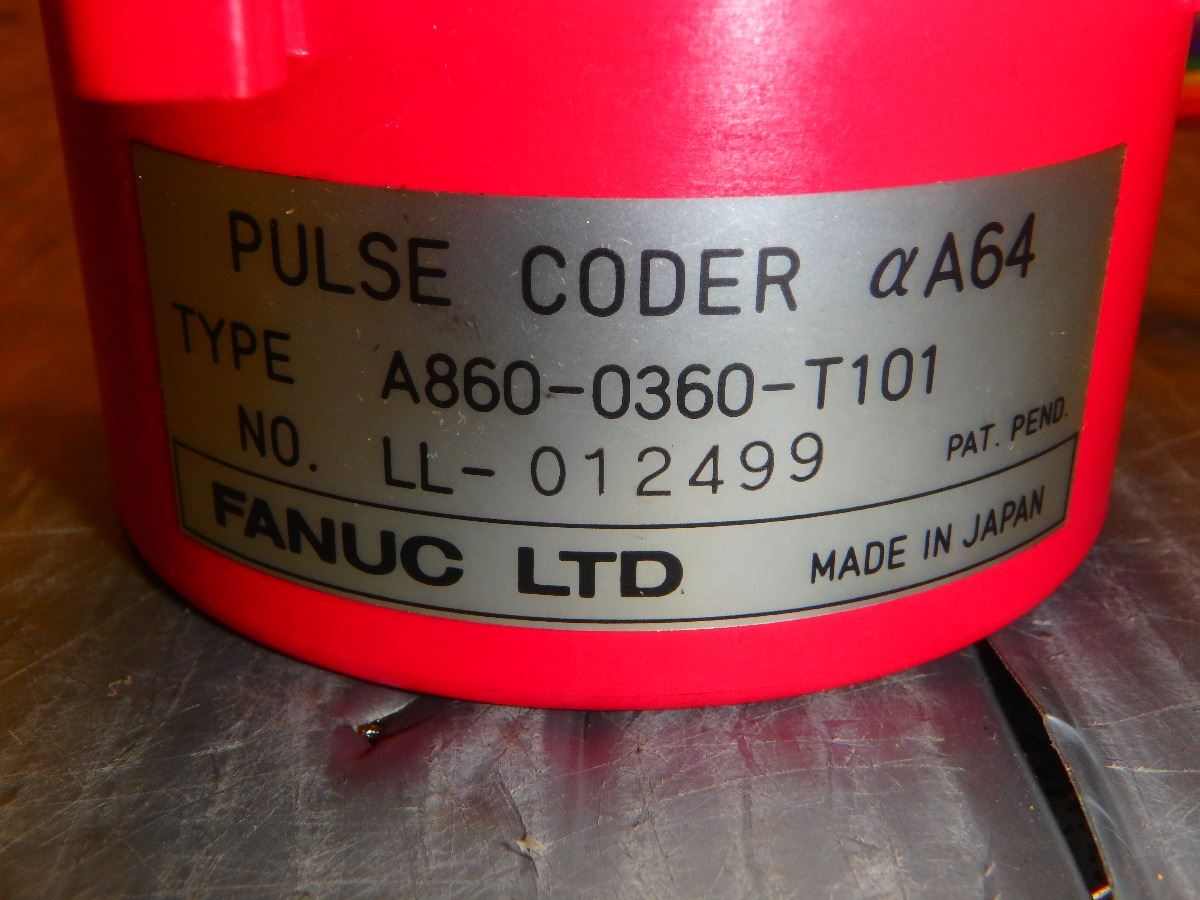 PULSE CODER αA64
TYPE A860-0360-T101
NO. LL-012499 PAT. PEND.
FANUC LTD MADE IN JAPAN